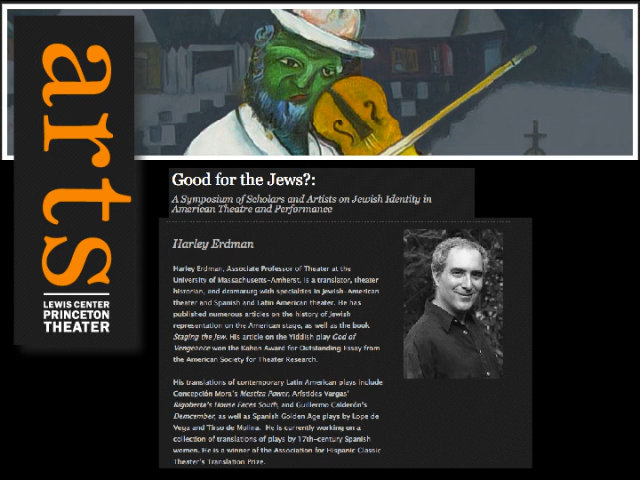 arts
LEWIS CENTER
PRINCETON
THEATER
Good for the Jews?:
A Symposium of Scholars and Artists on Jewish Identity in
American Theatre and Performance
Harley Erdman
Harley Erdman, Associate Professor of Theater at the
University of Massachusetts-Amherst, is a translator, theater
historian, and dramaturg with specialties in Jewish-American
theater and Spanish and Latin American theater. He has
published numerous articles on the history of Jewish
representation on the American stage, as well as the book
Staging the Jew. His article on the Yiddish play God of
Vengeance won the Kahan Award for Outstanding Essay from
the American Society for Theater Research.
His translations of contemporary Latin American plays include
Concepción Mora's Mestiza Power, Arístides Vargas'
Rigoberta's House Faces South, and Guillermo Calderón's
Demcember, as well as Spanish Golden Age plays by Lope de
Vega and Tirso de Molina. He is currently working on a
collection of translations of plays by 17th-century Spanish
women. He is a winner of the Association for Hispanic Classic
Theater's Translation Prize.